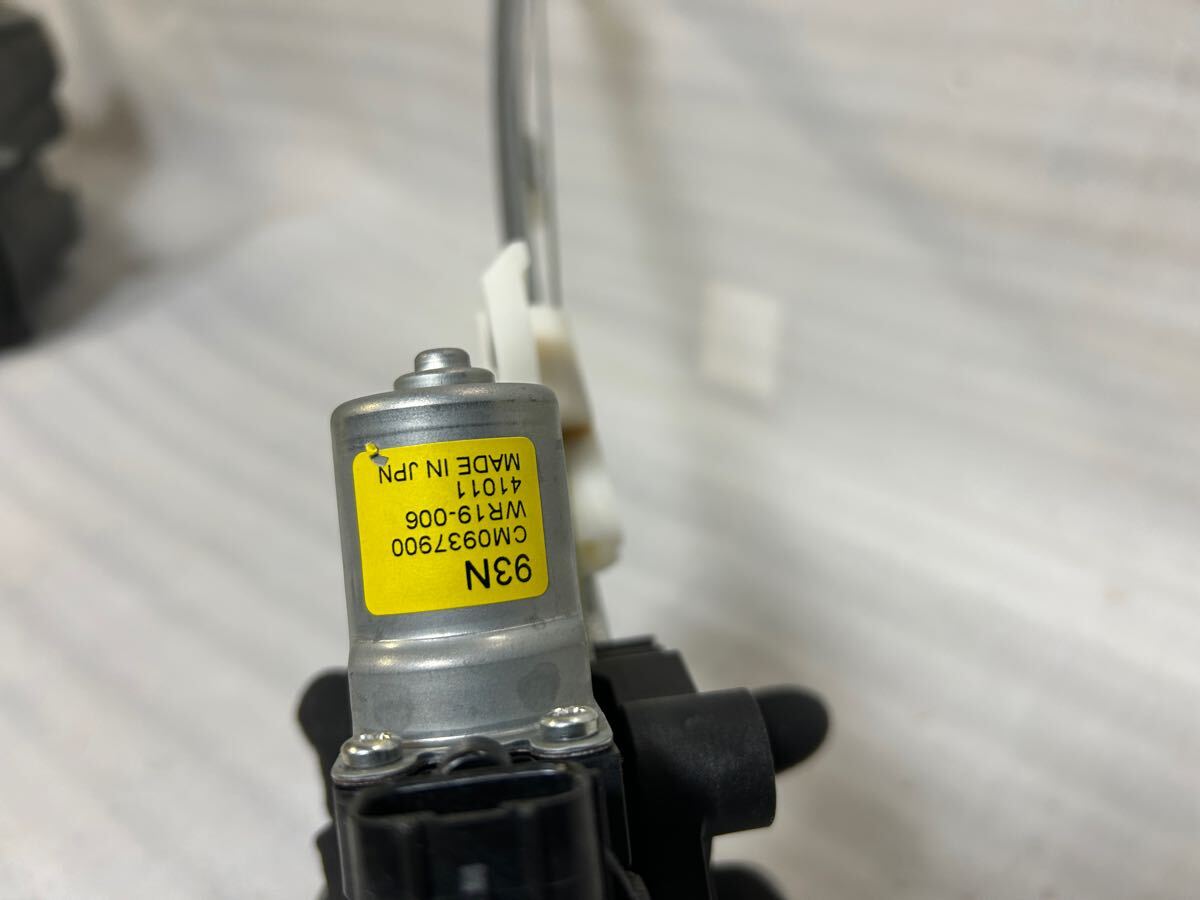 93N
CM0937900
WR19-006
41011
MADE IN JPN